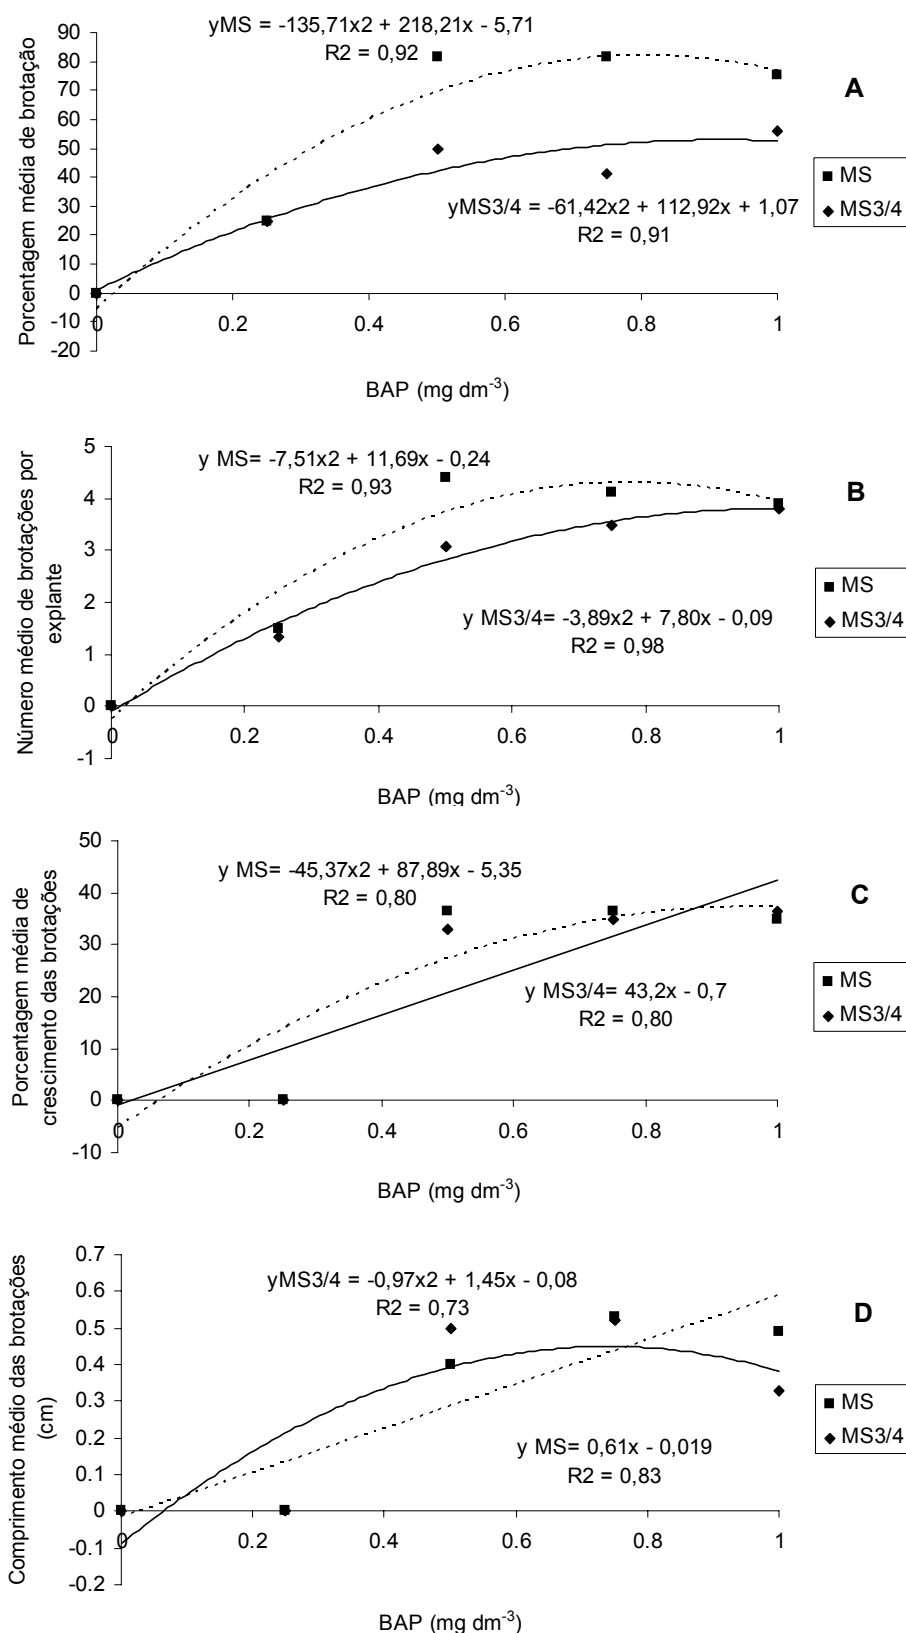 yMS = -135,71x2 + 218,21x - 5,71
R2 = 0,92
A
Porcentagem média de brotação
90
80
70
60
50
40
30
20
10
0
-10
-20
0
0.2
0.4
0.6
0.8
1
yMS3/4 = -61,42x2 + 112,92x + 1,07
R2 = 0,91
MS
MS3/4
BAP (mg dm-3)
y MS= -7,51x2 + 11,69x - 0,24
R2 = 0,93
B
Número médio de brotações por
explante
5
4
3
2
1
0
-1
0
0.2
0.4
0.6
0.8
1
y MS3/4= -3,89x2 + 7,80x - 0,09
R2 = 0,98
MS
MS3/4
BAP (mg dm-3)
y MS= -45,37x2 + 87,89x - 5,35
R2 = 0,80
C
Porcentagem média de
crescimento das brotações
50
40
30
20
10
0
-10
0
0.2
0.4
0.6
0.8
1
y MS3/4= 43,2x - 0,7
R2 = 0,80
MS
MS3/4
BAP (mg dm-3)
yMS3/4 = -0,97x2 + 1,45x - 0,08
R2 = 0,73
D
Comprimento médio das brotações
(cm)
0.7
0.6
0.5
0.4
0.3
0.2
0.1
0
-0.1
-0.2
0
0.2
0.4
0.6
0.8
1
y MS= 0,61x - 0,019
R2 = 0,83
MS
MS3/4
BAP (mg dm-3)